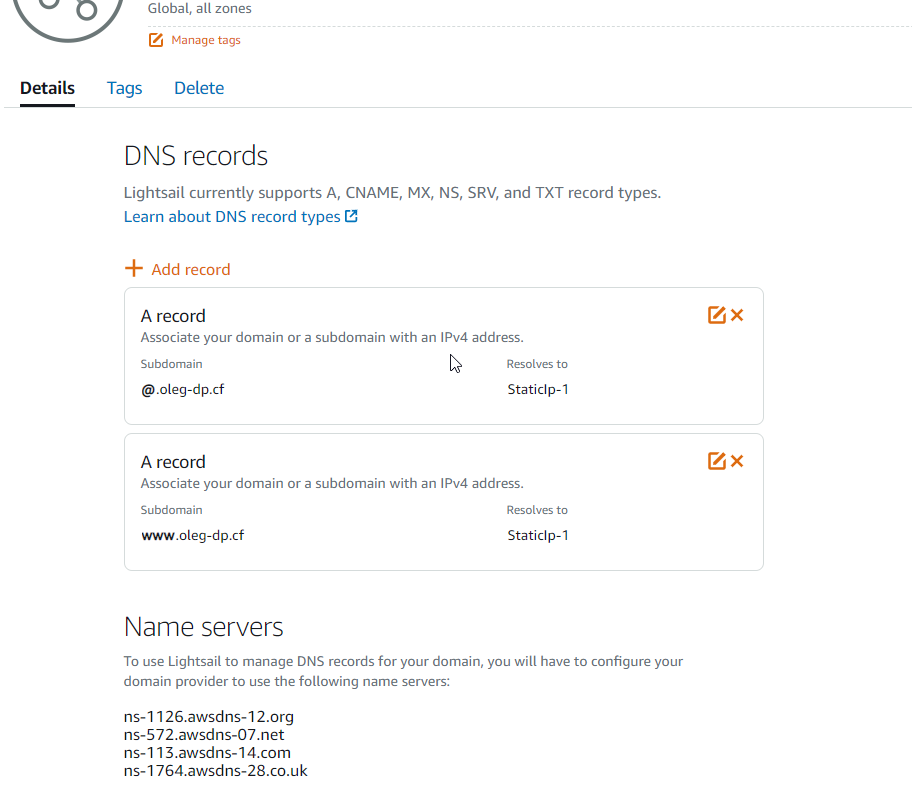 Global, all zones
Manage tags
Details Tags Delete
DNS records
Lightsail currently supports A, CNAME, MX, NS, SRV, and TXT record types.
Learn about DNS record types
Add record
A record
Associate your domain or a subdomain with an IPv4 address.
Subdomain Resolves to
@.oleg-dp.cf StaticIp-1
A record
Associate your domain or a subdomain with an IPv4 address.
Subdomain Resolves to
www.oleg-dp.cf StaticIp-1
Name servers
To use Lightsail to manage DNS records for your domain, you will have to configure your
domain provider to use the following name servers:
ns-1126.awsdns-12.org
ns-572.awsdns-07.net
ns-113.awsdns-14.com
ns-1764.awsdns-28.co.uk